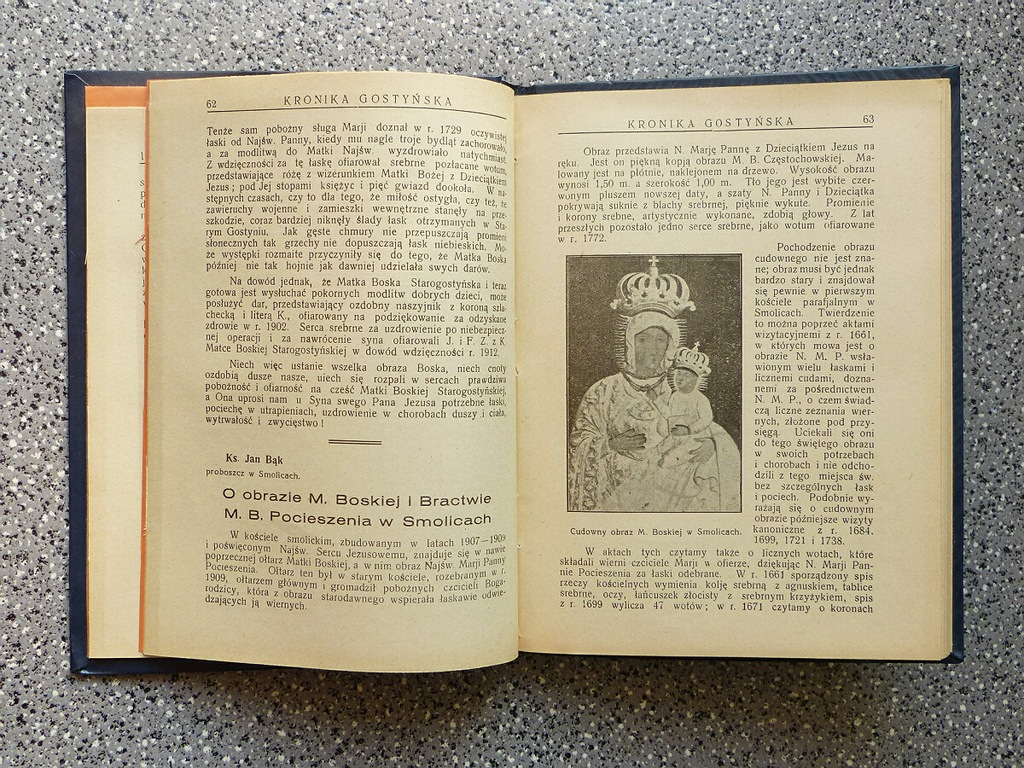 62 KRONIKA GOSTYŃSKA
Tenże sam pobożny sługa Marji doznał w r. 1729 oczywistej
łaski od Najśw. Panny, kiedy mu nagle troje bydląt zachorowało,
a za modlitwą do Matki Najśw. wyzdrowiało natychmiast.
Z wdzięczności za tę łaskę ofiarował srebrne pozłacane wotum,
przedstawiające różę z wizerunkiem Matki Bożej z Dzieciątkiem
Jezus; pod Jej stopami księżyc i pięć gwiazd dookoła. W na-
stępnych czasach, czy to dla tego, że miłość ostygła, czy też, że
zawieruchy wojenne i zamieszki wewnętrzne stanęły na prze-
szkodzie, coraz bardziej niknęły ślady łask otrzymanych w Sta-
rym Gostyniu. Jak gęste chmury nie przepuszczają promieni
słonecznych tak grzechy nie dopuszczają łask niebieskich. Mo-
że występki rozmaite przyczyniły się do tego, że Matka Boska
później nie tak hojnie jak dawniej udzielała swych darów.
Na dowód jednak, że Matka Boska Starogostyńska i teraz
gotowa jest wysłuchać pokornych modlitw dobrych dzieci, może
posłużyć dar, przedstawiający ozdobny naszyjnik z koroną szla-
checką i literą K., ofiarowany na podziękowanie za odzyskane
zdrowie w r. 1902. Serca srebrne za uzdrowienie po niebezpiecz-
nej operacji i za nawrócenie syna ofiarowali J. i F. Z. z K.
Matce Boskiej Starogostyńskiej w dowód wdzięczności r. 1912.
Niech więc ustanie wszelka obraza Boska, niech cnoty
ozdobią dusze nasze, niech się rozpali w sercach prawdziwa
pobożność i ofiarność na cześć Matki Boskiej Starogostyńskiej,
a Ona uprosi nam u Syna swego Pana Jezusa potrzebne łaski,
pociechę w utrapieniach, uzdrowienie w chorobach duszy i ciała,
wytrwałość i zwycięstwo!
Ks. Jan Bąk
proboszcz w Smolicach.
O obrazie M. Boskiej i Bractwie
M. B. Pocieszenia w Smolicach
W kościele smolickim, zbudowanym w latach 1907—1909
i poświęconym Najśw. Sercu Jezusowemu, znajduje się w nawie
poprzecznej ołtarz Matki Boskiej, a w nim obraz Najśw. Marji Panny
Pocieszenia. Ołtarz ten był w starym kościele, rozebranym w r.
1909, ołtarzem głównym i gromadził pobożnych czcicieli Boga-
rodzicy, która z obrazu starodawnego wspierała łaskawie odwie-
dzających ją wiernych.
KRONIKA GOSTYŃSKA 63
Obraz przedstawia N. Marję Pannę z Dzieciątkiem Jezus na
ręku. Jest on piękną kopją obrazu M. B. Częstochowskiej. Ma-
lowany jest na płótnie, naklejonem na drzewo. Wysokość obrazu
wynosi 1,50 m. a szerokość 1,00 m. Tło jego jest wybite czer-
wonym pluszem nowszej daty, a szaty N. Panny i Dzieciątka
pokrywają suknie z blachy srebrnej, pięknie wykute. Promienie
i korony srebne, artystycznie wykonane, zdobią głowy. Z lat
przeszłych pozostało jedno serce srebrne, jako wotum ofiarowane
w r. 1772.
Pochodzenie obrazu
cudownego nie jest zna-
ne; obraz musi być jednak
bardzo stary i znajdował
się pewnie w pierwszym
kościele parafjalnym w
Smolicach. Twierdzenie
to można poprzeć aktami
wizytacyjnemi z r. 1661,
w których mowa jest o
obrazie N. M. P. wsła-
wionym wielu łaskami i
licznemi cudami, dozna-
nemi za pośrednictwem
N. M. P., o czem świad-
czą liczne zeznania wier-
nych, złożone pod przy-
sięgą. Uciekali się oni
do tego świętego obrazu
w swoich potrzebach
i chorobach i nie odcho-
dzili z tego miejsca św.
bez szczególnych łask
i pociech. Podobnie wy-
rażają się o cudownym
obrazie późniejsze wizyty
kanoniczne z r. 1684.
1699, 1721 i 1738.
Cudowny obraz M. Boskiej w Smolicach.
W aktach tych czytamy także o licznych wotach, które
składali wierni czciciele Marji w ofierze, dziękując N. Marji Pan-
nie Pocieszenia za łaski odebrane. W r. 1661 sporządzony spis
rzeczy kościelnych wymienia kolję srebrną z agnuskiem, tablice
srebrne, oczy, łańcuszek złocisty z srebrnym krzyżykiem, spis
z r. 1699 wylicza 47 wotów; w r. 1671 czytamy o koronach